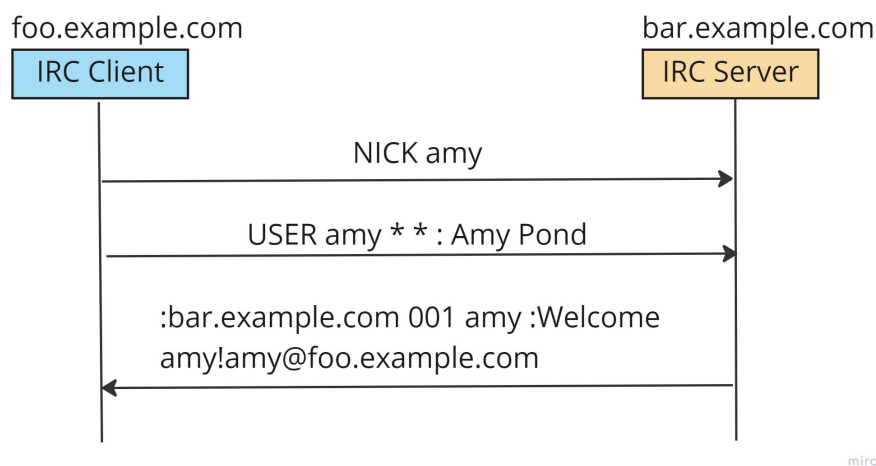 foo.example.com
bar.example.com
IRC Client
IRC Server
NICK amy
USER amy * * : Amy Pond
:bar.example.com 001 amy :Welcome
amy!amy@foo.example.com
miro